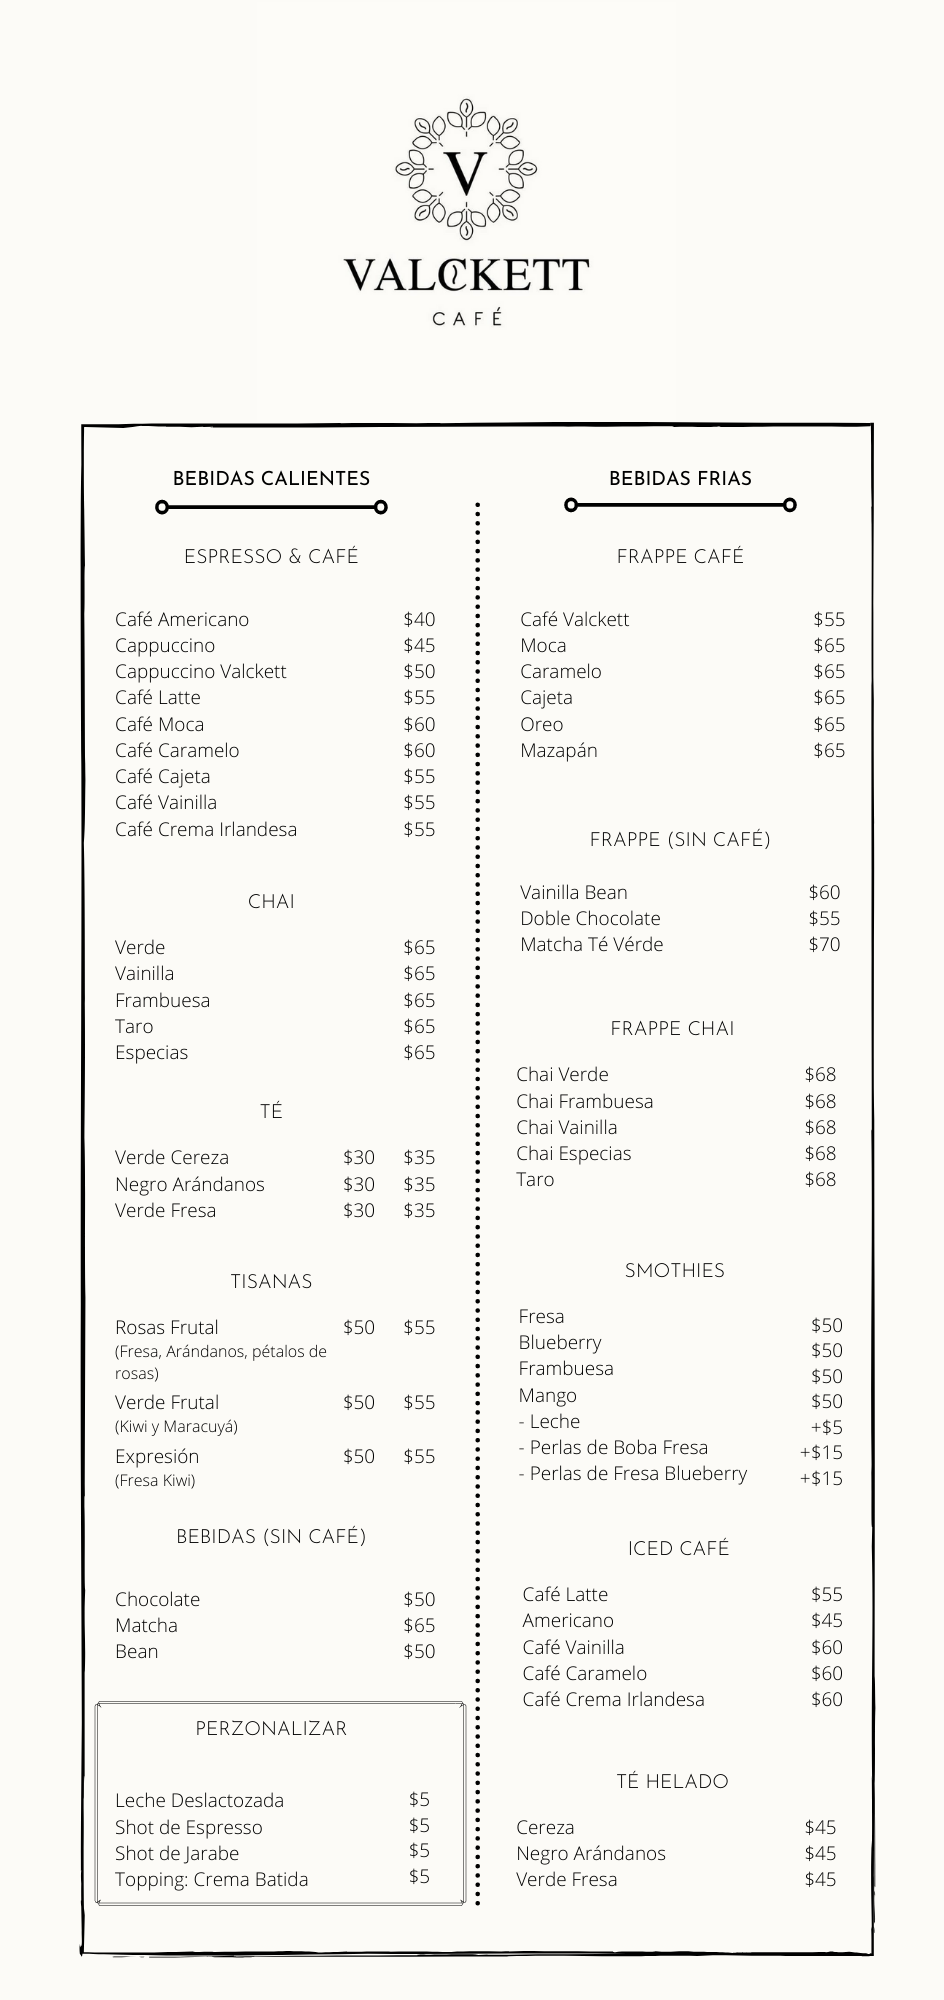 V
VALCKETT
CAFÉ
BEBIDAS CALIENTES
ESPRESSO & CAFÉ
Café Americano $40
Cappuccino $45
Cappuccino Valckett $50
Café Latte $55
Café Moca $60
Café Caramelo $60
Café Cajeta $55
Café Vainilla $55
Café Crema Irlandesa $55
CHAI
Verde $65
Vainilla $65
Frambuesa $65
Taro $65
Especias $65
TÉ
Verde Cereza $30 $35
Negro Arándanos $30 $35
Verde Fresa $30 $35
TISANAS
Rosas Frutal $50 $55
(Fresa, Arándanos, pétalos de
rosas)
Verde Frutal $50 $55
(Kiwi y Maracuyá)
Expresión $50 $55
(Fresa Kiwi)
BEBIDAS (SIN CAFÉ)
Chocolate $50
Matcha $65
Bean $50
PERZONALIZAR
Leche Deslactozada $5
Shot de Espresso $5
Shot de Jarabe $5
Topping: Crema Batida $5
BEBIDAS FRIAS
FRAPPE CAFÉ
Café Valckett $55
Moca $65
Caramelo $65
Cajeta $65
Oreo $65
Mazapán $65
FRAPPE (SIN CAFÉ)
Vainilla Bean $60
Doble Chocolate $55
Matcha Té Vérde $70
FRAPPE CHAI
Chai Verde $68
Chai Frambuesa $68
Chai Vainilla $68
Chai Especias $68
Taro $68
SMOTHIES
Fresa $50
Blueberry $50
Frambuesa $50
Mango $50
- Leche +$5
- Perlas de Boba Fresa +$15
- Perlas de Fresa Blueberry +$15
ICED CAFÉ
Café Latte $55
Americano $45
Café Vainilla $60
Café Caramelo $60
Café Crema Irlandesa $60
TÉ HELADO
Cereza $45
Negro Arándanos $45
Verde Fresa $45